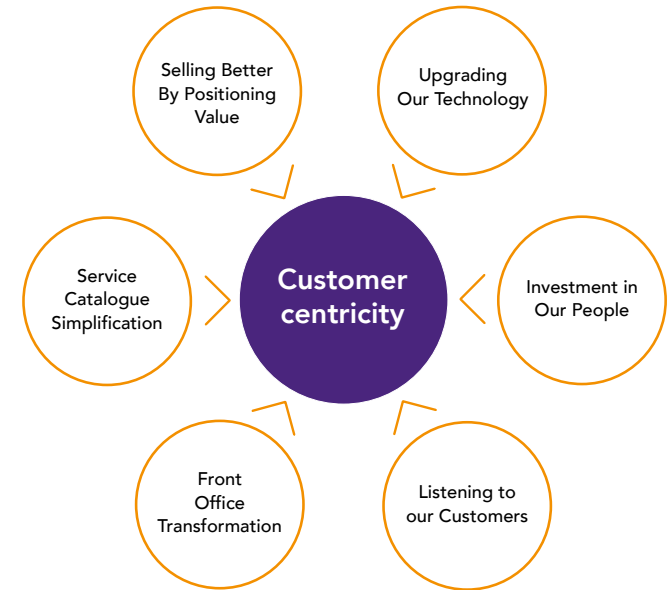 Selling Better
By Positioning
Value
Upgrading
Our Technology
Service
Catalogue
Simplification
Customer
centricity
Investment in
Our People
Front
Office
Transformation
Listening to
our Customers